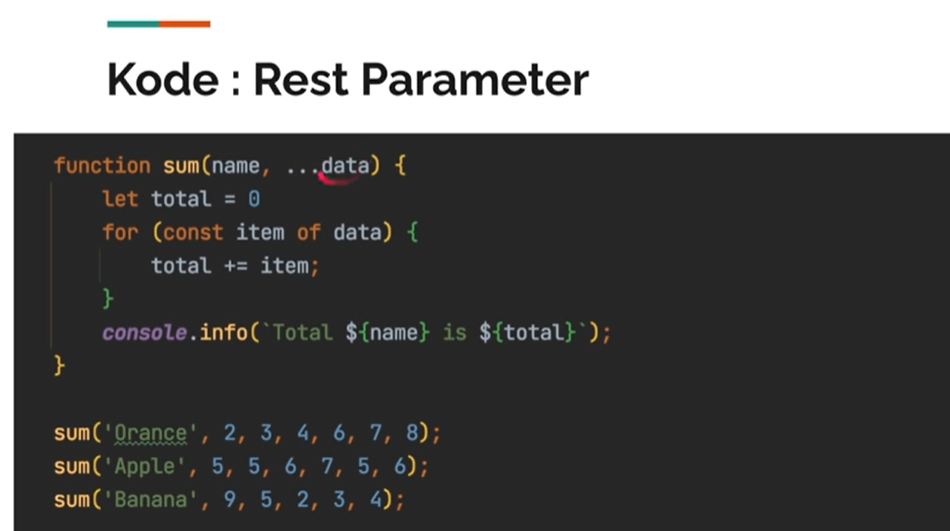 Kode : Rest Parameter
function sum(name, ...data) {
    let total = 0
    for (const item of data) {
        total += item;
    }
    console.info(`Total ${name} is ${total}`);
}
sum('Orance', 2, 3, 4, 6, 7, 8);
sum('Apple', 5, 5, 6, 7, 5, 6);
sum('Banana', 9, 5, 2, 3, 4);